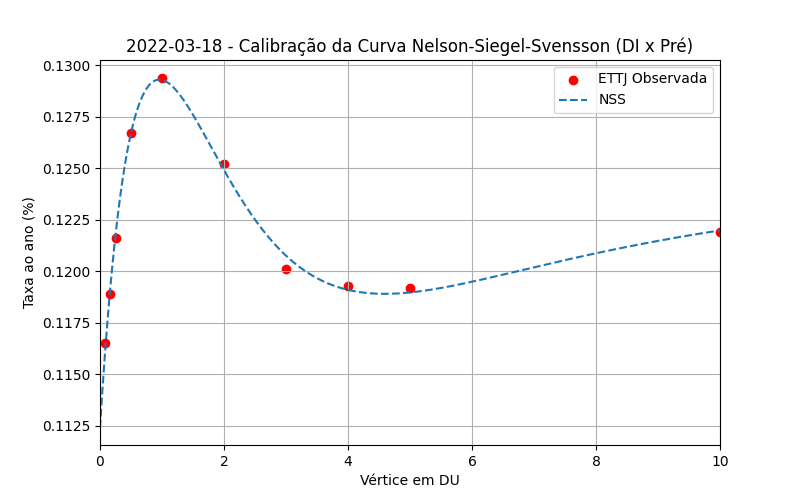 2022-03-18 - Calibração da Curva Nelson-Siegel-Svensson (DI x Pré)
ETTJ Observada
NSS
Taxa ao ano (%)
0.1300
0.1275
0.1250
0.1225
0.1200
0.1175
0.1150
0.1125
0 2 4 6 8 10
Vértice em DU